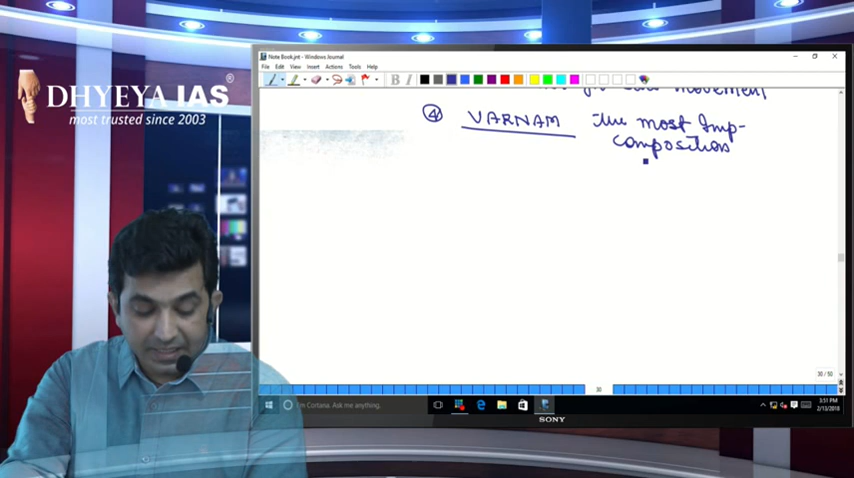 DHYEYA IAS®
most trusted since 2003
Note Book.jnt - Windows Journal
File Edit View Insert Actions Tools Help
B I
movement
④ VARNAM The most Imp-
composition
30 / 50
30
I'm Cortana. Ask me anything.
3:51 PM
2/13/2018
SONY